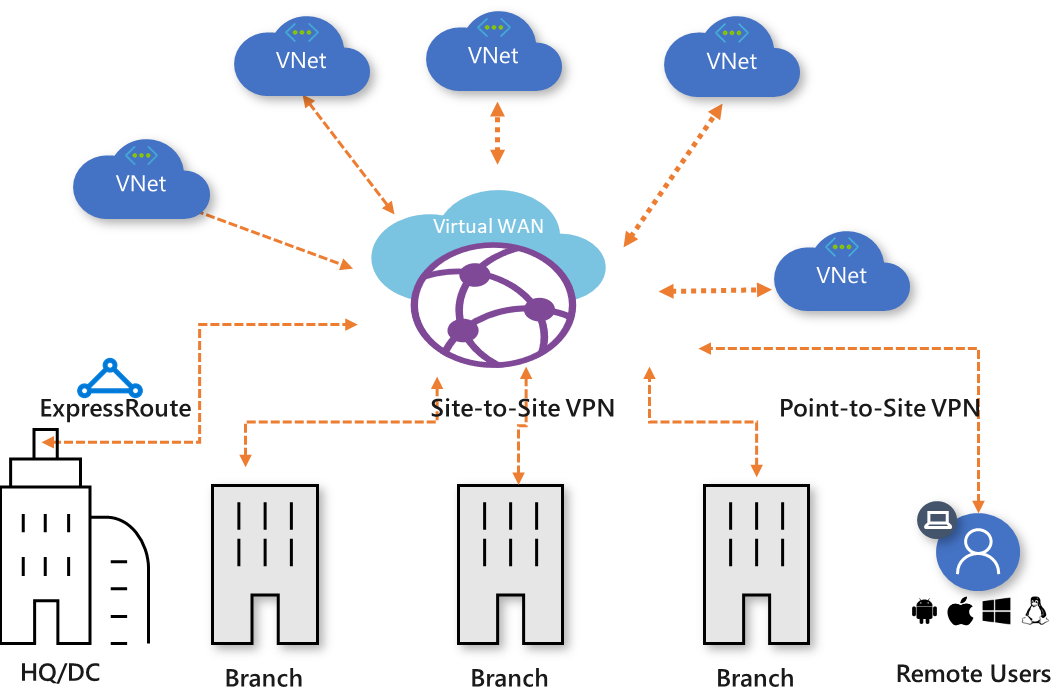 VNet
VNet
VNet
VNet
Virtual WAN
VNet
ExpressRoute
Site-to-Site VPN
Point-to-Site VPN
HQ/DC
Branch
Branch
Branch
Remote Users